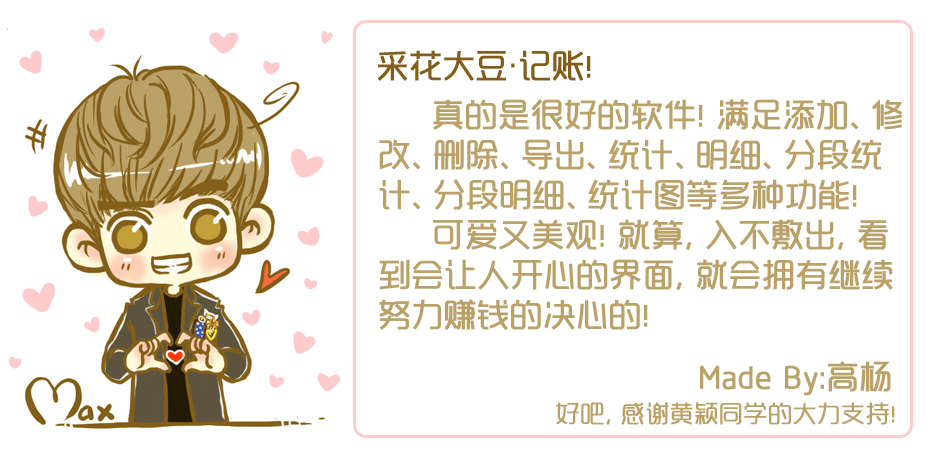 采花大豆·记账!
真的是很好的软件! 满足添加、修
改、删除、导出、统计、明细、分段统
计、分段明细、统计图等多种功能!
可爱又美观! 就算, 入不敷出, 看
到会让人开心的界面, 就会拥有继续
努力赚钱的决心的!
Made By:高杨
好吧, 感谢黄颖同学的大力支持!
Max